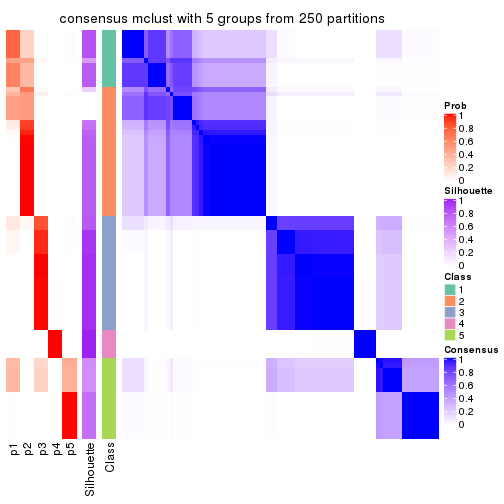 consensus mclust with 5 groups from 250 partitions
Prob
1
0.8
0.6
0.4
0.2
0
Silhouette
1
0.8
0.6
0.4
0.2
0
Class
1
2
3
4
5
Consensus
1
0.8
0.6
0.4
0.2
0
p1
p2
p3
p4
p5
Silhouette
Class